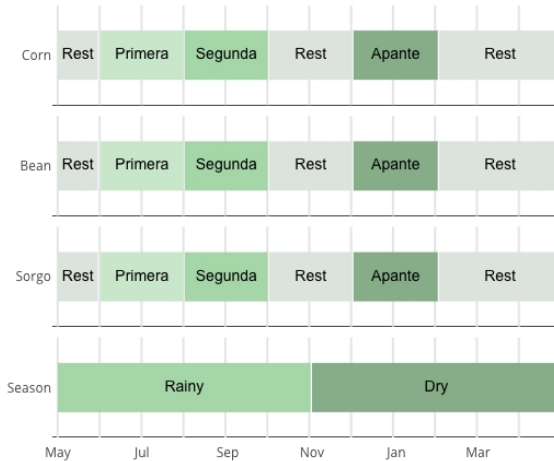 Corn Rest Primera Segunda Rest Apante Rest
Bean Rest Primera Segunda Rest Apante Rest
Sorgo Rest Primera Segunda Rest Apante Rest
Season Rainy Dry
May Jul Sep Nov Jan Mar